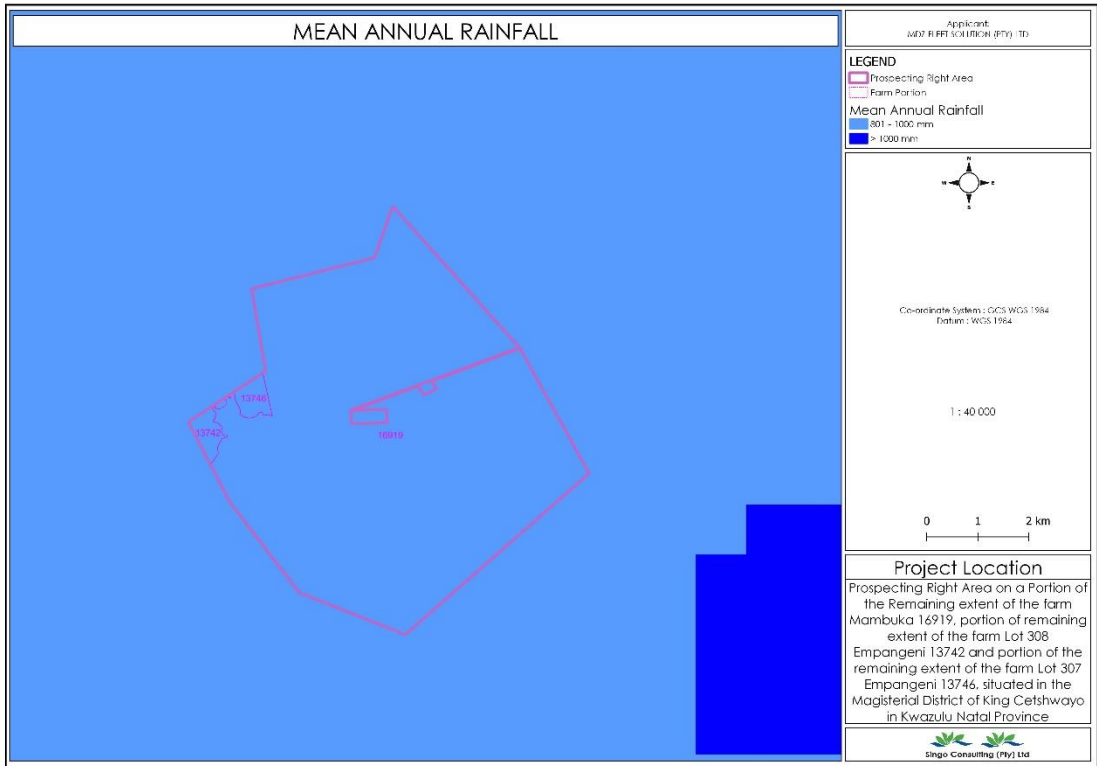 MEAN ANNUAL RAINFALL
13746
13742
16919
Applicant:
MDZ FLEET SOLUTION (PTY) LTD
LEGEND
Prospecting Right Area
Farm Portion
Mean Annual Rainfall
801 - 1000 mm
> 1000 mm
N
W
E
S
Co-ordinate System : GCS WGS 1984
Datum : WGS 1984
1 : 40 000
0 1 2 km
Project Location
Prospecting Right Area on a Portion of
the Remaining extent of the farm
Mambuka 16919, portion of remaining
extent of the farm Lot 308
Empangeni 13742 and portion of the
remaining extent of the farm Lot 307
Empangeni 13746, situated in the
Magisterial District of King Cetshwayo
in Kwazulu Natal Province
Singo Consulting (Pty) Ltd